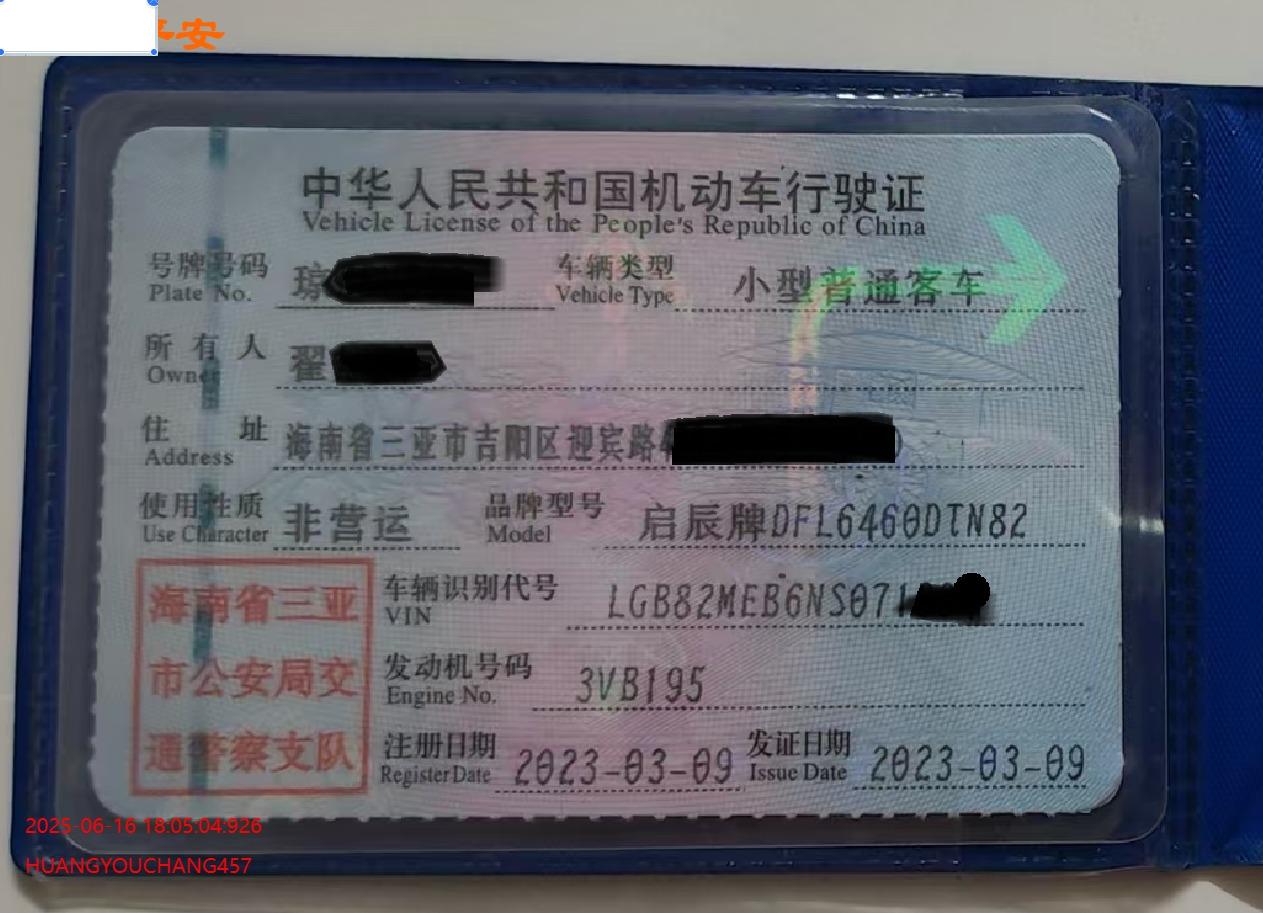 安
中华人民共和国机动车行驶证
Vehicle License of the People's Republic of China
号牌号码 琼 车辆类型 小型普通客车
Plate No. Vehicle Type
所有人 翟
Owner
住址 海南省三亚市吉阳区迎宾路
Address
使用性质 非营运 品牌型号 启辰牌DFL6460DTN82
Use Character Model
海南省三亚
市公安局交
通警察支队
车辆识别代号 LGB82MEB6NS071
VIN
发动机号码 3VB195
Engine No.
注册日期 2023-03-09 发证日期 2023-03-09
Register Date Issue Date
2025-06-16 18:05:04:926
HUANGYOUCHANG457